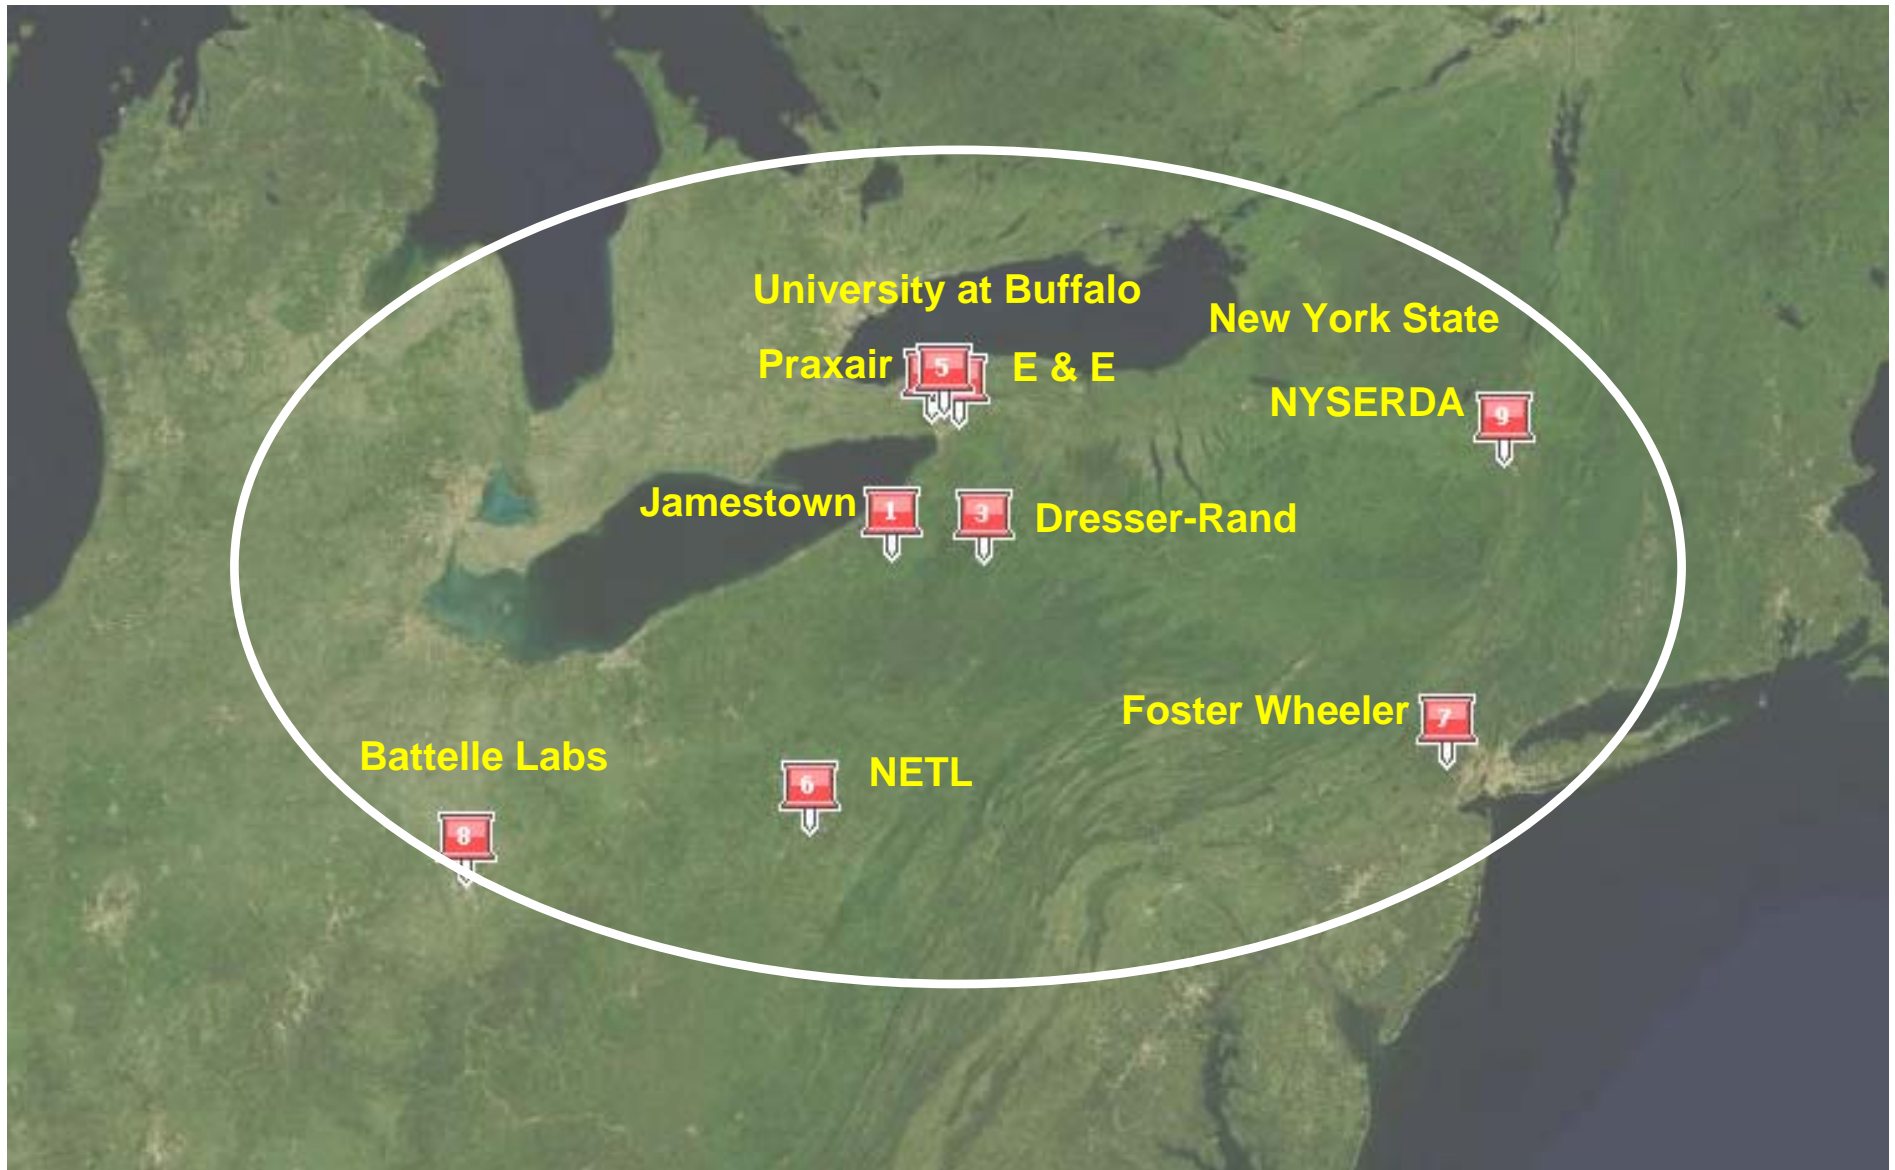 University at Buffalo
New York State
Praxair
5
E & E
NYSERDA
9
Jamestown
1
3
Dresser-Rand
Foster Wheeler
7
Battelle Labs
6
NETL
8